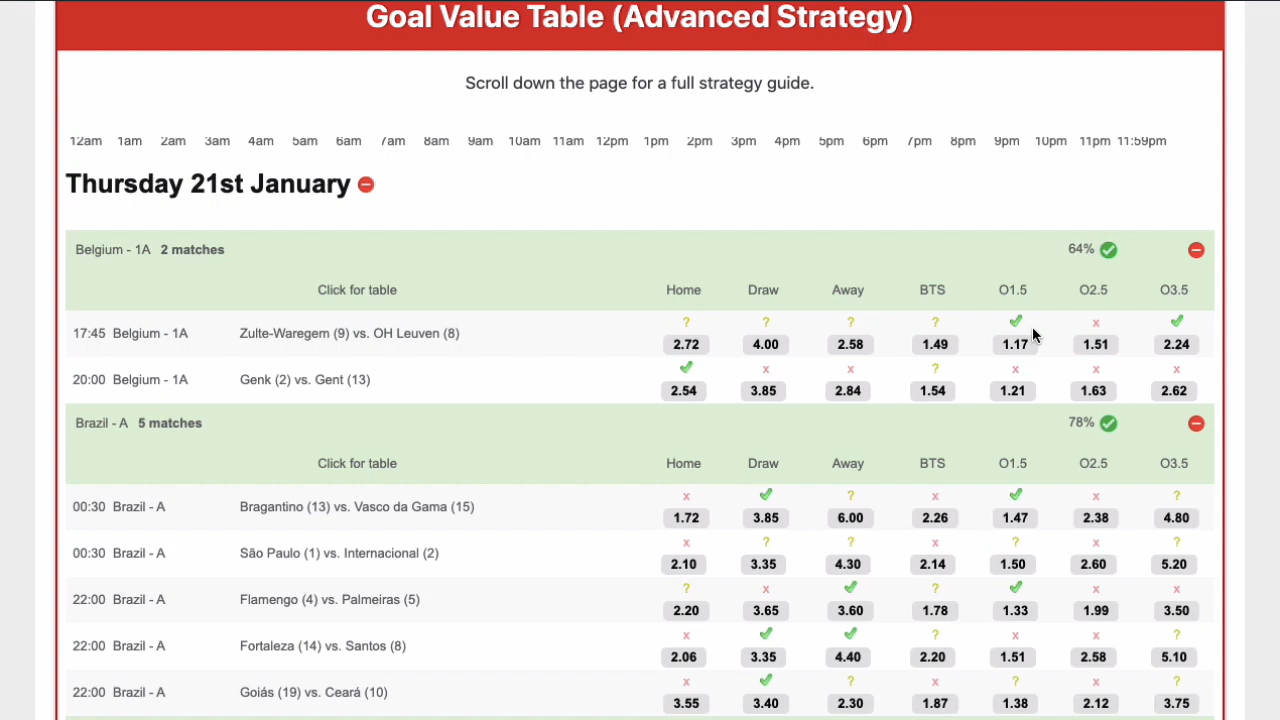 Goal Value Table (Advanced Strategy)
Scroll down the page for a full strategy guide.
12am 1am 2am 3am 4am 5am 6am 7am 8am 9am 10am 11am 12pm 1pm 2pm 3pm 4pm 5pm 6pm 7pm 8pm 9pm 10pm 11pm 11:59pm
Thursday 21st January
Belgium - 1A 2 matches 64%
Click for table Home Draw Away BTS O1.5 O2.5 O3.5
? ? ? ? ✓ x ✓
17:45 Belgium - 1A Zulte-Waregem (9) vs. OH Leuven (8) 2.72 4.00 2.58 1.49 1.17 1.51 2.24
✓ x x ? x x x
20:00 Belgium - 1A Genk (2) vs. Gent (13) 2.54 3.85 2.84 1.54 1.21 1.63 2.62
Brazil - A 5 matches 78%
Click for table Home Draw Away BTS O1.5 O2.5 O3.5
x ✓ ? x ✓ x ?
00:30 Brazil - A Bragantino (13) vs. Vasco da Gama (15) 1.72 3.85 6.00 2.26 1.47 2.38 4.80
x ? ? x ? x ?
00:30 Brazil - A São Paulo (1) vs. Internacional (2) 2.10 3.35 4.30 2.14 1.50 2.60 5.20
? x ✓ ? ✓ x x
22:00 Brazil - A Flamengo (4) vs. Palmeiras (5) 2.20 3.65 3.60 1.78 1.33 1.99 3.50
x ✓ ✓ ? x x ?
22:00 Brazil - A Fortaleza (14) vs. Santos (8) 2.06 3.35 4.40 2.20 1.51 2.58 5.10
x ✓ ? x ? x ?
22:00 Brazil - A Goiás (19) vs. Ceará (10) 3.55 3.40 2.30 1.87 1.38 2.12 3.75